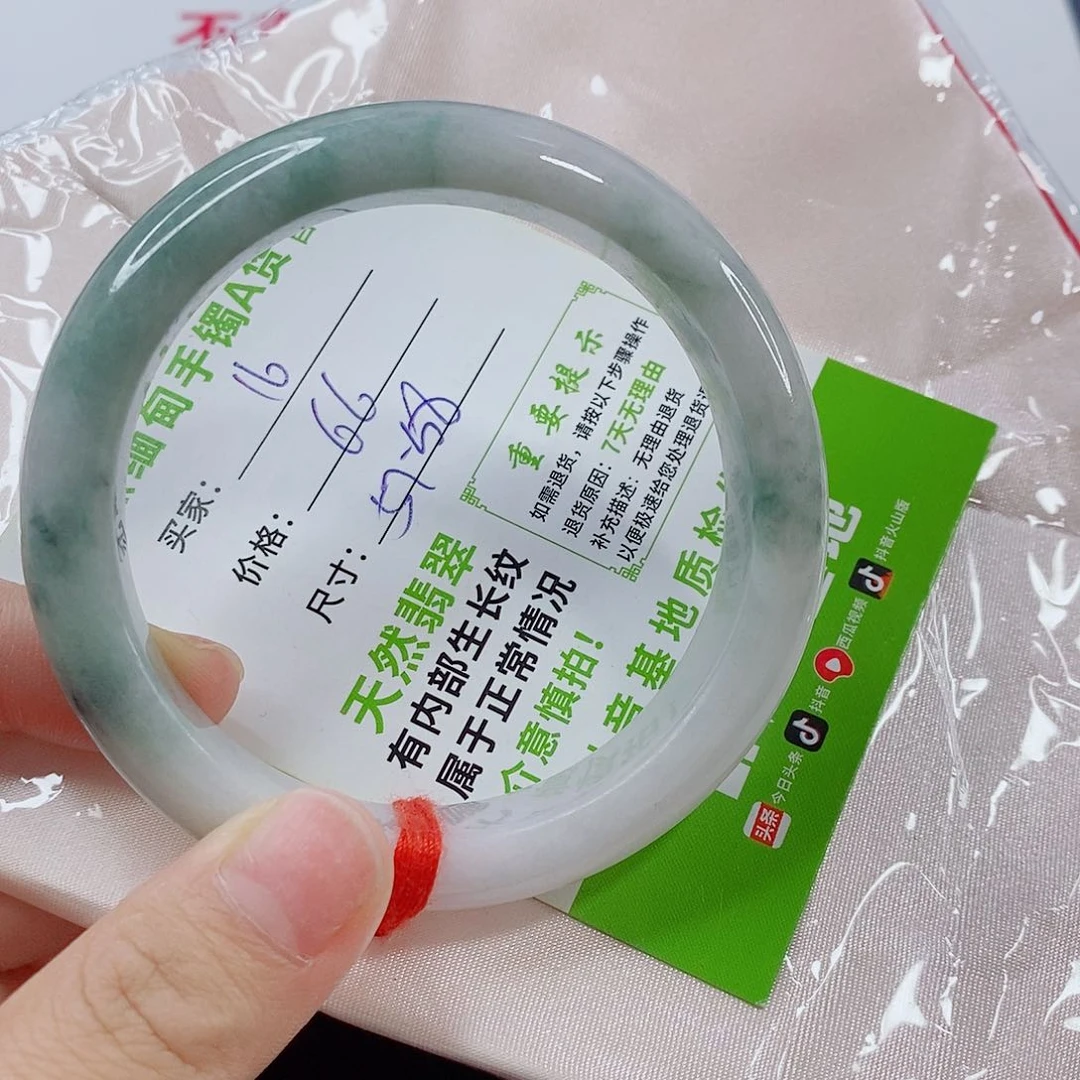 缅甸手镯A货官
买家： 16
价格： 66
尺寸： 57-58
重要提示
如需退货，请按以下步骤操作
退货原因：7天无理由
补充描述：无理由退货
以便极速给您处理退货
天然翡翠
有内部生长纹
属于正常情况
介意慎拍！
基地质检
头条 今日头条 抖音 西瓜视频 抖音火山版